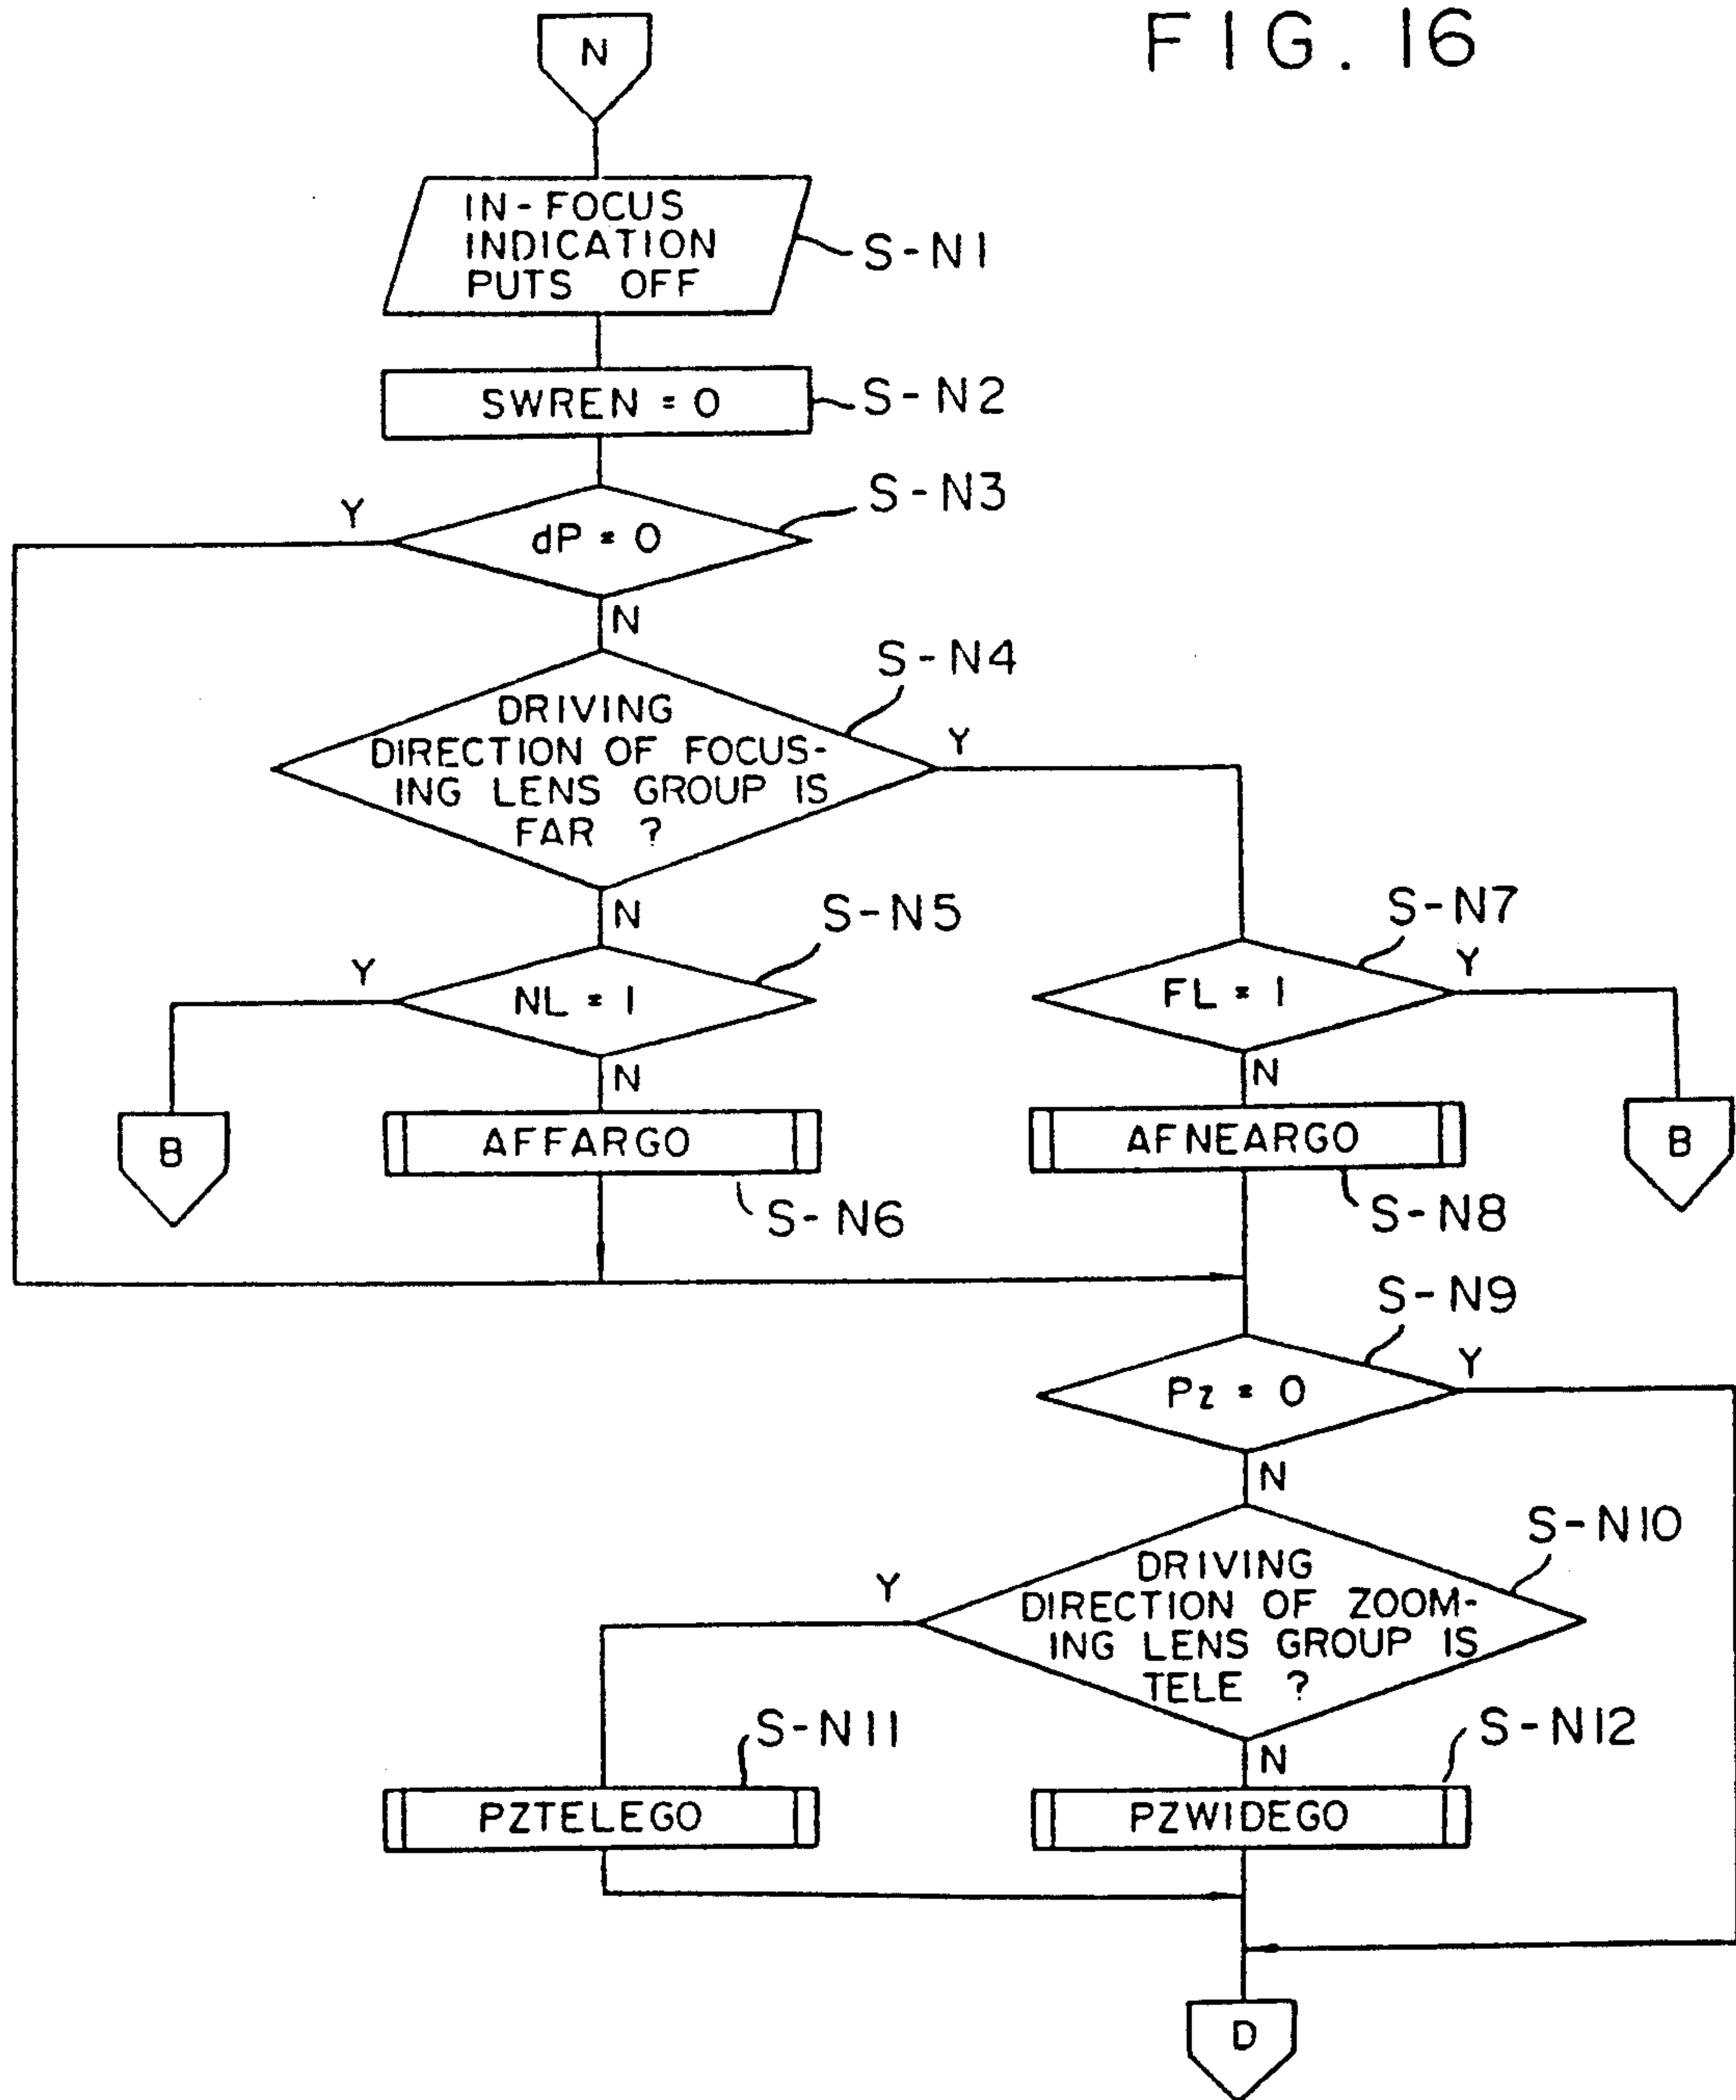 FIG. 16
N
IN-FOCUS
INDICATION
PUTS OFF
S-N1
SWREN = 0
S-N2
S-N3
Y
dP = 0
N
S-N4
DRIVING
DIRECTION OF FOCUS-
ING LENS GROUP IS
FAR ?
Y
N
S-N5
S-N7
Y
NL = 1
FL = 1
Y
N
N
B
AFFARGO
AFNEARGO
B
S-N6
S-N8
S-N9
Pz = 0
Y
N
S-N10
DRIVING
DIRECTION OF ZOOM-
ING LENS GROUP IS
TELE ?
Y
N
S-N11
S-N12
PZTELEGO
PZWIDEGO
D